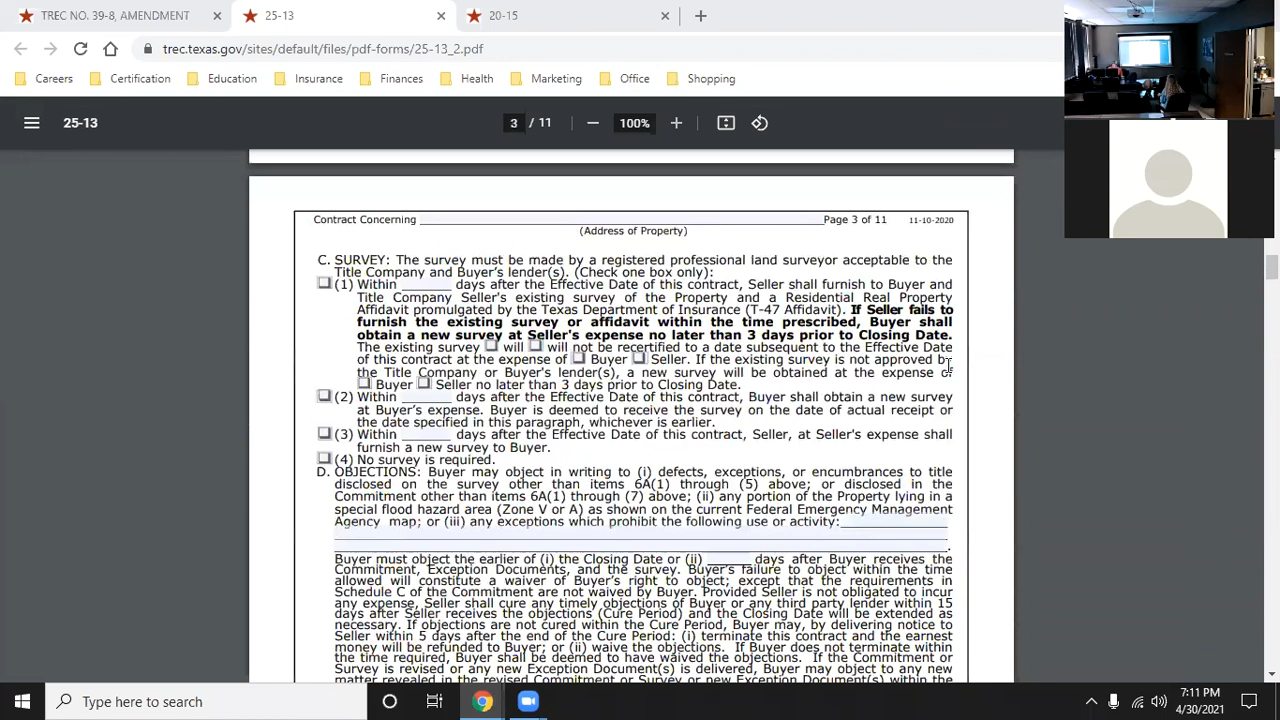 TREC NO. 39-8, AMENDMENT
25-13
20-15
trec.texas.gov/sites/default/files/pdf-forms/25-13_2.pdf
Careers
Certification
Education
Insurance
Finances
Health
Marketing
Office
Shopping
25-13
3 / 11
100%
Contract Concerning Page 3 of 11 11-10-2020
(Address of Property)
C. SURVEY: The survey must be made by a registered professional land surveyor acceptable to the
Title Company and Buyer's lender(s). (Check one box only):
(1) Within days after the Effective Date of this contract, Seller shall furnish to Buyer and
Title Company Seller's existing survey of the Property and a Residential Real Property
Affidavit promulgated by the Texas Department of Insurance (T-47 Affidavit). If Seller fails to
furnish the existing survey or affidavit within the time prescribed, Buyer shall
obtain a new survey at Seller's expense no later than 3 days prior to Closing Date.
The existing survey will will not be recertified to a date subsequent to the Effective Date
of this contract at the expense of Buyer Seller. If the existing survey is not approved by
the Title Company or Buyer's lender(s), a new survey will be obtained at the expense of
Buyer Seller no later than 3 days prior to Closing Date.
(2) Within days after the Effective Date of this contract, Buyer shall obtain a new survey
at Buyer's expense. Buyer is deemed to receive the survey on the date of actual receipt or
the date specified in this paragraph, whichever is earlier.
(3) Within days after the Effective Date of this contract, Seller, at Seller's expense shall
furnish a new survey to Buyer.
(4) No survey is required.
D. OBJECTIONS: Buyer may object in writing to (i) defects, exceptions, or encumbrances to title
disclosed on the survey other than items 6A(1) through (5) above; or disclosed in the
Commitment other than items 6A(1) through (7) above; (ii) any portion of the Property lying in a
special flood hazard area (Zone V or A) as shown on the current Federal Emergency Management
Agency map; or (iii) any exceptions which prohibit the following use or activity:
.
Buyer must object the earlier of (i) the Closing Date or (ii) days after Buyer receives the
Commitment, Exception Documents, and the survey. Buyer's failure to object within the time
allowed will constitute a waiver of Buyer's right to object; except that the requirements in
Schedule C of the Commitment are not waived by Buyer. Provided Seller is not obligated to incur
any expense, Seller shall cure any timely objections of Buyer or any third party lender within 15
days after Seller receives the objections (Cure Period) and the Closing Date will be extended as
necessary. If objections are not cured within the Cure Period, Buyer may, by delivering notice to
Seller within 5 days after the end of the Cure Period: (i) terminate this contract and the earnest
money will be refunded to Buyer; or (ii) waive the objections. If Buyer does not terminate within
the time required, Buyer shall be deemed to have waived the objections. If the Commitment or
Survey is revised or any new Exception Document(s) is delivered, Buyer may object to any new
matter revealed in the revised Commitment or Survey or new Exception Document(s) within the
Type here to search
7:11 PM
4/30/2021